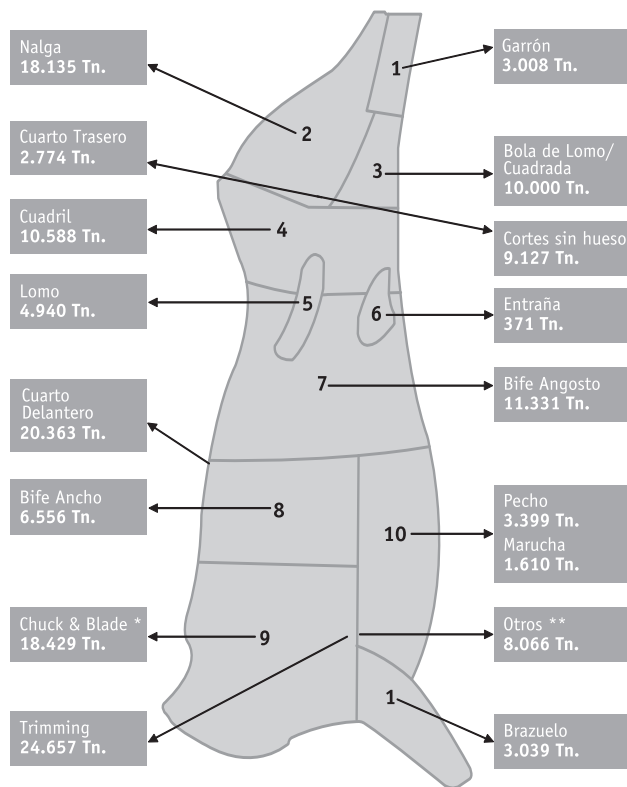 Nalga
18.135 Tn.
Cuarto Trasero
2.774 Tn.
Cuadril
10.588 Tn.
Lomo
4.940 Tn.
Cuarto
Delantero
20.363 Tn.
Bife Ancho
6.556 Tn.
Chuck & Blade *
18.429 Tn.
Trimming
24.657 Tn.
1
2
3
4
5
6
7
8
10
9
1
Garrón
3.008 Tn.
Bola de Lomo/
Cuadrada
10.000 Tn.
Cortes sin hueso
9.127 Tn.
Entraña
371 Tn.
Bife Angosto
11.331 Tn.
Pecho
3.399 Tn.
Marucha
1.610 Tn.
Otros **
8.066 Tn.
Brazuelo
3.039 Tn.